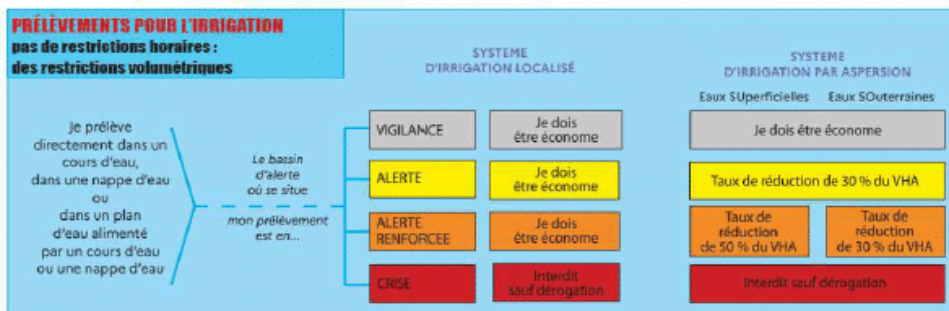 PRÉLÈVEMENTS POUR L'IRRIGATION
pas de restrictions horaires :
des restrictions volumétriques
SYSTEME
D'IRRIGATION LOCALISÉ
SYSTEME
D'IRRIGATION PAR ASPERSION
Eaux SUperficielles
Eaux SOuterraines
Je prélève
directement dans un
cours d'eau,
dans une nappe d'eau
ou
dans un plan
d'eau alimenté
par un cours d'eau
ou une nappe d'eau
Le bassin
d'alerte
où se situe
mon prélèvement
est en...
VIGILANCE
Je dois
être économe
Je dois être économe
ALERTE
Je dois
être économe
Taux de réduction de 30 % du VHA
ALERTE
RENFORCEE
Je dois
être économe
Taux de
réduction
de 50 % du VHA
Taux de
réduction
de 30 % du VHA
CRISE
Interdit
sauf dérogation
Interdit sauf dérogation